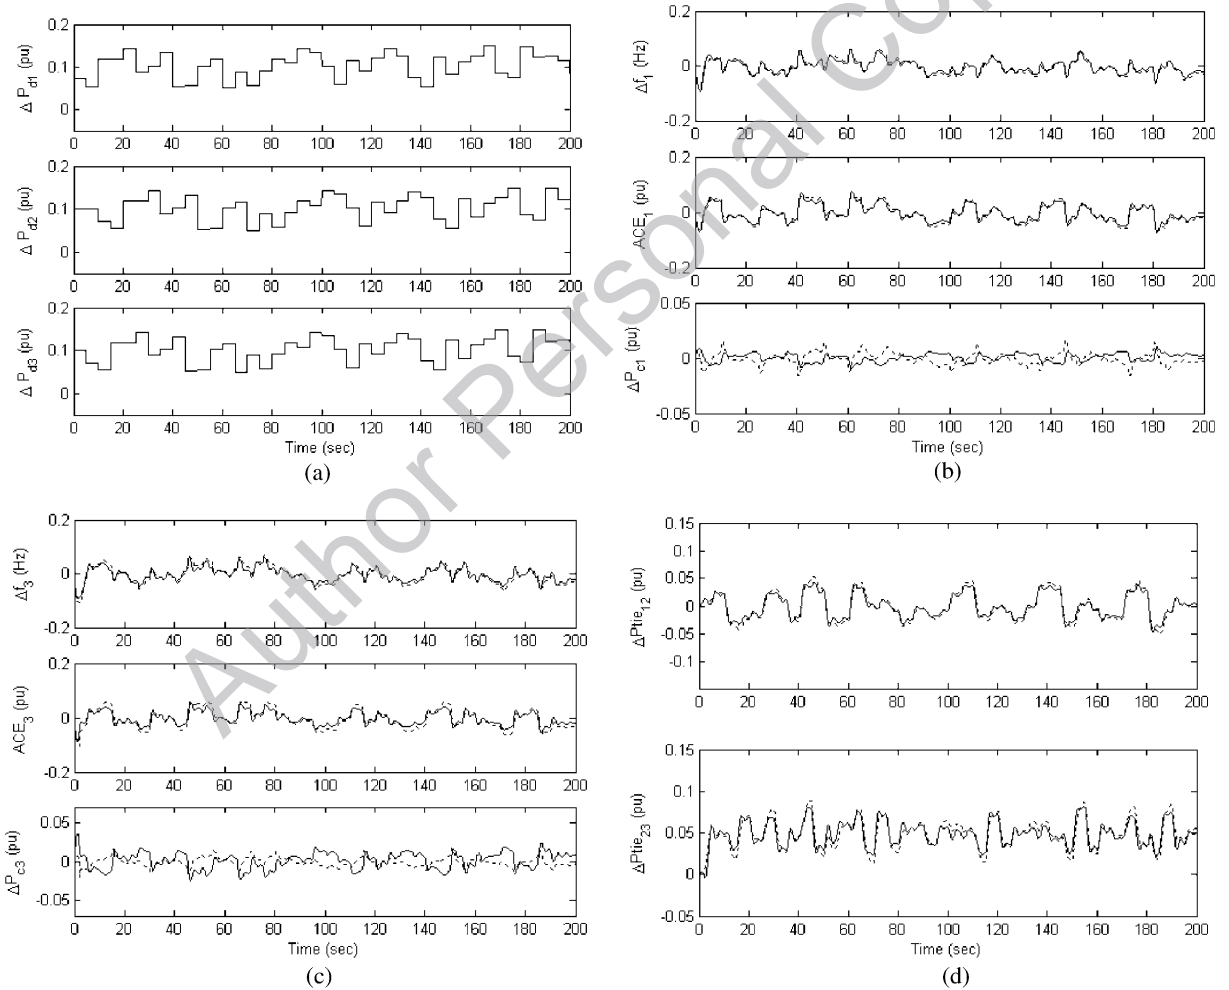 0.2
0.1
0
Δ P_d1 (pu)
0 20 40 60 80 100 120 140 160 180 200
0.2
0.1
0
Δ P_d2 (pu)
0 20 40 60 80 100 120 140 160 180 200
0.2
0.1
0
Δ P_d3 (pu)
0 20 40 60 80 100 120 140 160 180 200
Time (sec)
(a)
0.2
0
-0.2
Δf_1 (Hz)
0 20 40 60 80 100 120 140 160 180 200
0.2
0
-0.2
ACE_1 (pu)
0 20 40 60 80 100 120 140 160 180 200
0.05
0
-0.05
ΔP_c1 (pu)
0 20 40 60 80 100 120 140 160 180 200
Time (sec)
(b)
0.2
0
-0.2
Δf_3 (Hz)
0 20 40 60 80 100 120 140 160 180 200
0.2
0
-0.2
ACE_3 (pu)
0 20 40 60 80 100 120 140 160 180 200
0.05
0
-0.05
ΔP_c3 (pu)
0 20 40 60 80 100 120 140 160 180 200
Time (sec)
(c)
0.15
0.1
0.05
0
-0.05
-0.1
ΔPtie_12 (pu)
0 20 40 60 80 100 120 140 160 180 200
0.15
0.1
0.05
0
-0.05
ΔPtie_23 (pu)
0 20 40 60 80 100 120 140 160 180 200
Time (sec)
(d)
Author Personal Co